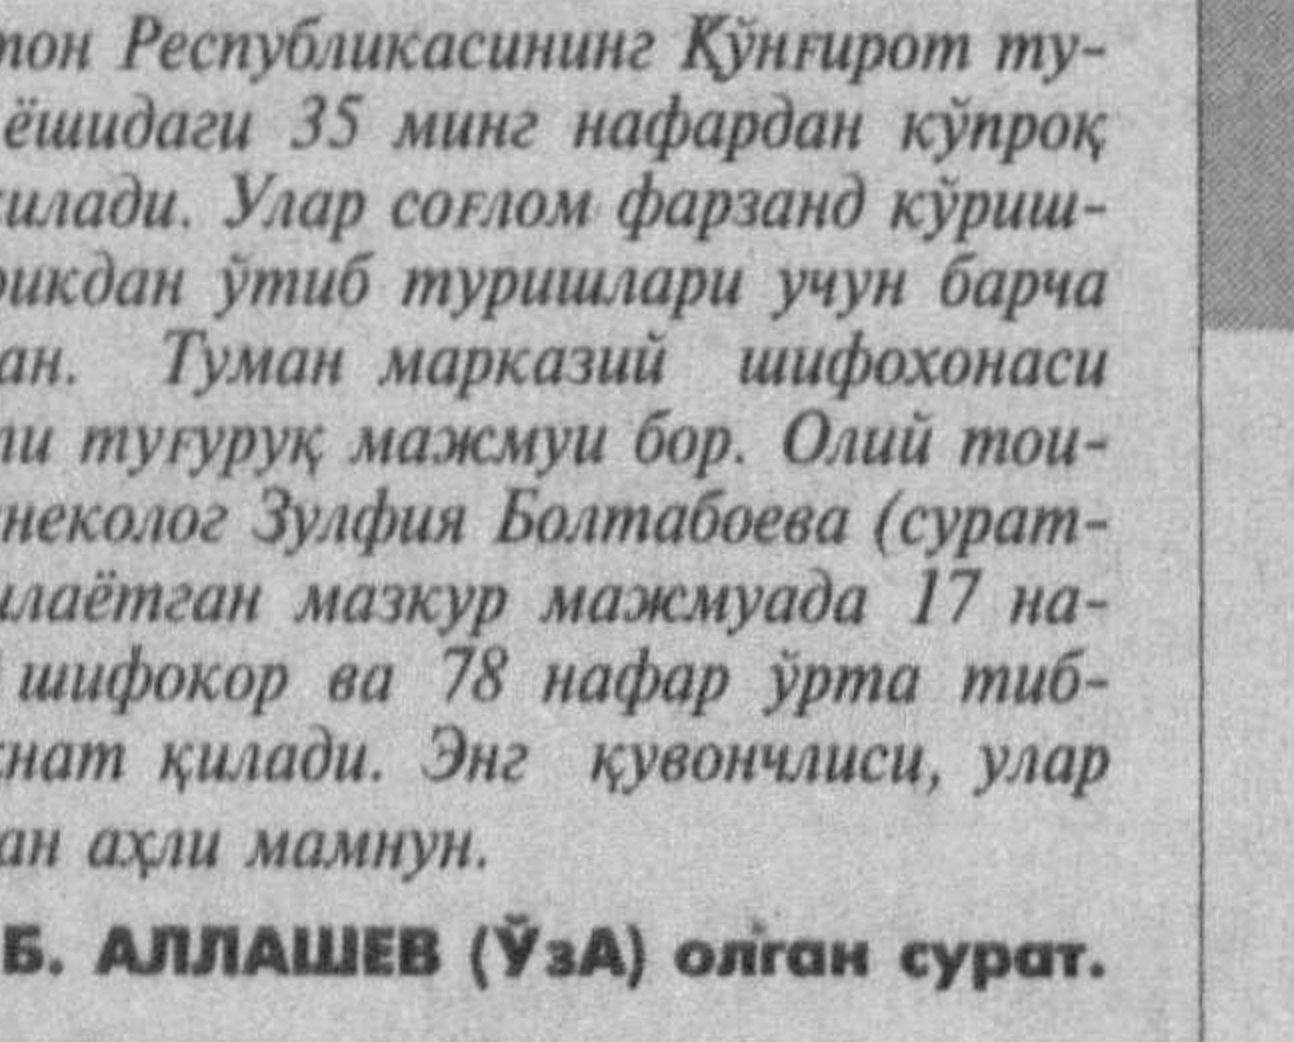 тон Республикасининг Қўнғирот ту-
ёшидаги 35 минг нафардан кўпроқ
қилади. Улар соғлом фарзанд кўриш-
рикдан ўтиб туришлари учун барча
ан. Туман марказий шифохонаси
ли туғуруқ мажмуи бор. Олий тои-
неколог Зулфия Болтабоева (сурат-
илаётган мазкур мажмуада 17 на-
шифокор ва 78 нафар ўрта тиб-
нат қилади. Энг қувончлиси, улар
ан аҳли мамнун.
Б. АЛЛАШЕВ (ЎзА) олган сурат.